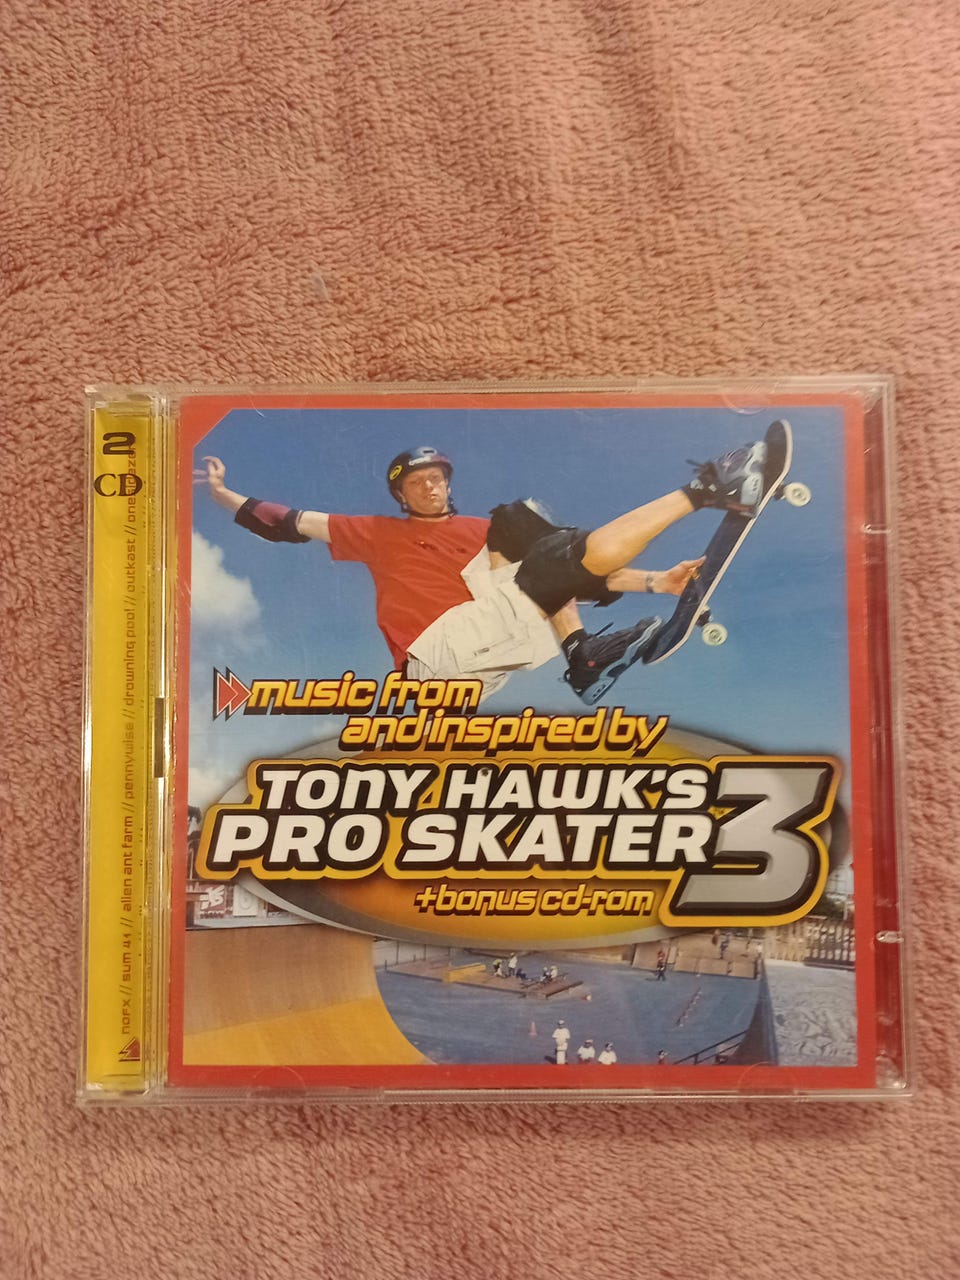 2
CD
nofx // sum 41 // alien ant farm // pennywise // drowning pool // outkast // onesidezero
music from
and inspired by
TONY HAWK'S
PRO SKATER 3
+bonus cd-rom